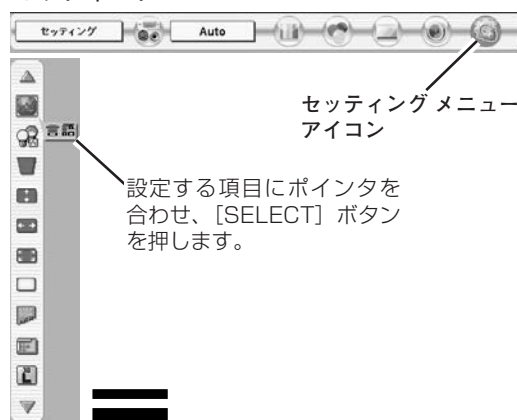 セッティング
Auto
セッティング メニュー
アイコン
言語
設定する項目にポインタを
合わせ、［SELECT］ボタン
を押します。